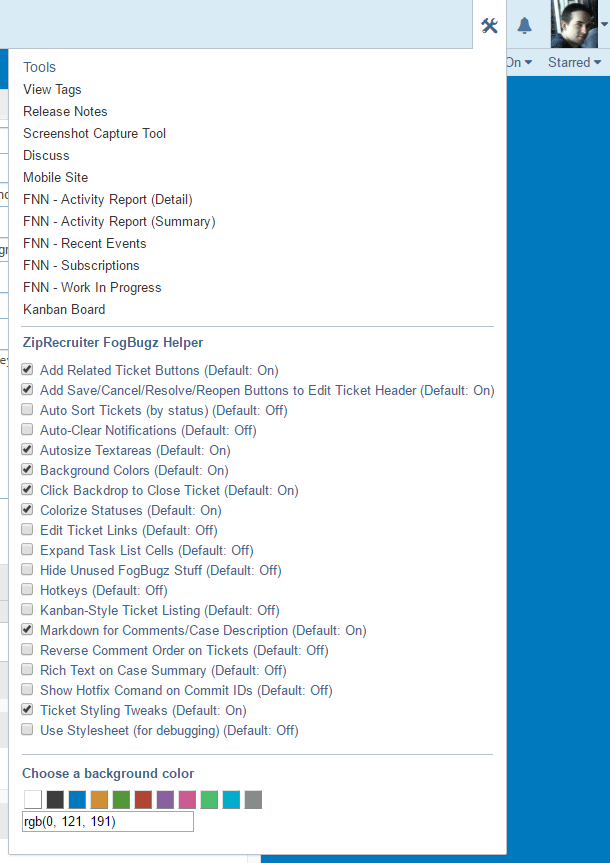 On Starred
Tools
View Tags
Release Notes
Screenshot Capture Tool
Discuss
Mobile Site
FNN - Activity Report (Detail)
FNN - Activity Report (Summary)
FNN - Recent Events
FNN - Subscriptions
FNN - Work In Progress
Kanban Board
ZipRecruiter FogBugz Helper
Add Related Ticket Buttons (Default: On)
Add Save/Cancel/Resolve/Reopen Buttons to Edit Ticket Header (Default: On)
Auto Sort Tickets (by status) (Default: Off)
Auto-Clear Notifications (Default: Off)
Autosize Textareas (Default: On)
Background Colors (Default: On)
Click Backdrop to Close Ticket (Default: On)
Colorize Statuses (Default: On)
Edit Ticket Links (Default: Off)
Expand Task List Cells (Default: Off)
Hide Unused FogBugz Stuff (Default: Off)
Hotkeys (Default: Off)
Kanban-Style Ticket Listing (Default: Off)
Markdown for Comments/Case Description (Default: On)
Reverse Comment Order on Tickets (Default: Off)
Rich Text on Case Summary (Default: Off)
Show Hotfix Comand on Commit IDs (Default: Off)
Ticket Styling Tweaks (Default: On)
Use Stylesheet (for debugging) (Default: Off)
Choose a background color
rgb(0, 121, 191)